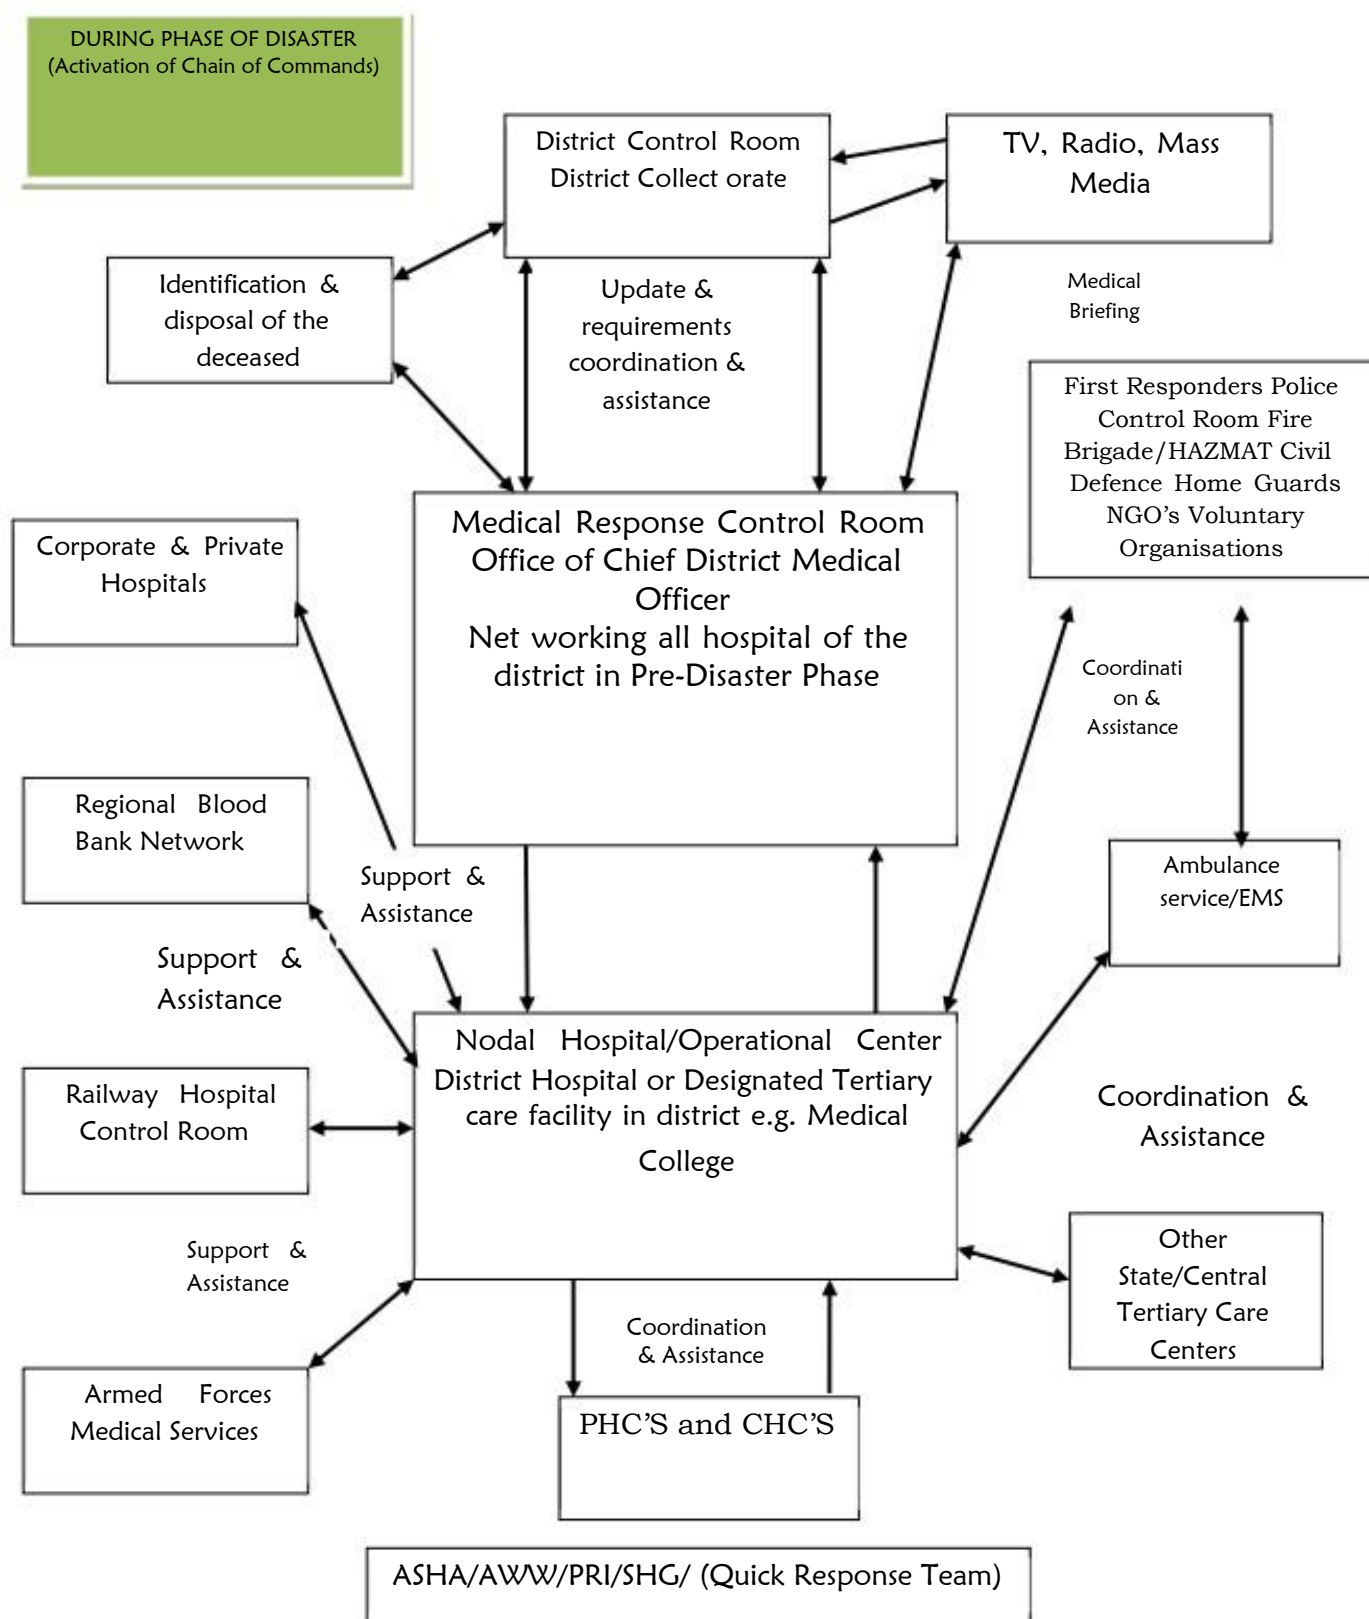 DURING PHASE OF DISASTER
(Activation of Chain of Commands)
District Control Room
District Collect orate
TV, Radio, Mass
Media
Identification &
disposal of the
deceased
Update &
requirements
coordination &
assistance
Medical
Briefing
First Responders Police
Control Room Fire
Brigade/HAZMAT Civil
Defence Home Guards
NGO’s Voluntary
Organisations
Corporate & Private
Hospitals
Medical Response Control Room
Office of Chief District Medical
Officer
Net working all hospital of the
district in Pre-Disaster Phase
Coordinati
on &
Assistance
Regional Blood
Bank Network
Support &
Assistance
Ambulance
service/EMS
Support &
Assistance
Nodal Hospital/Operational Center
District Hospital or Designated Tertiary
care facility in district e.g. Medical
College
Railway Hospital
Control Room
Coordination &
Assistance
Support &
Assistance
Other
State/Central
Tertiary Care
Centers
Coordination
& Assistance
Armed Forces
Medical Services
PHC’S and CHC’S
ASHA/AWW/PRI/SHG/ (Quick Response Team)